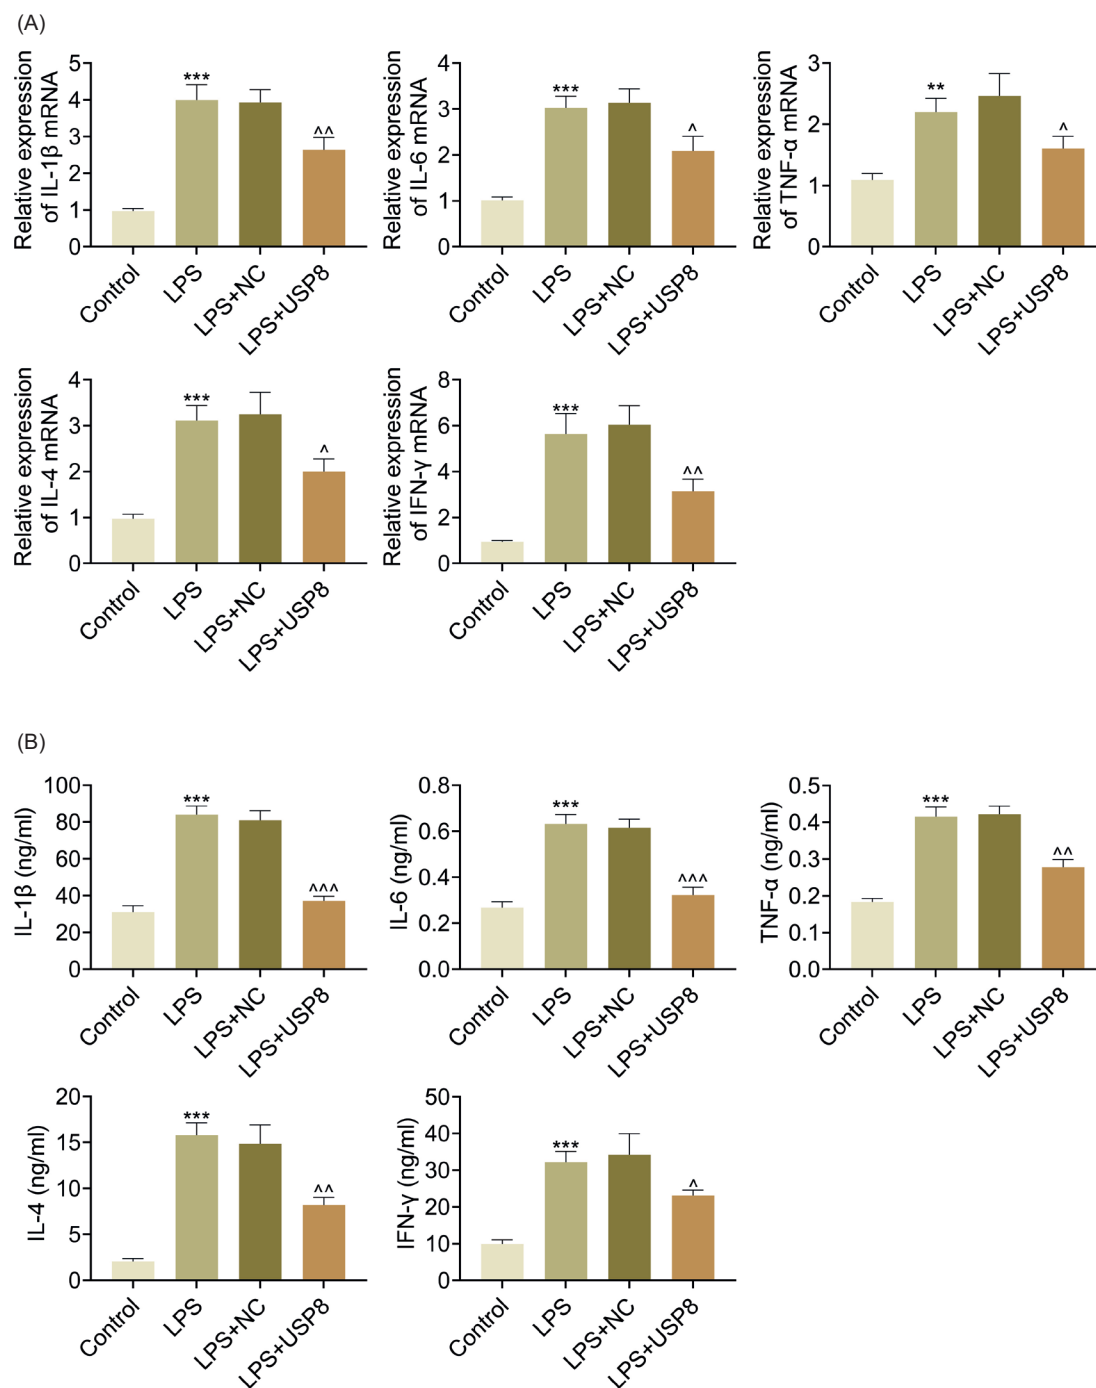 (A)
Relative expression
of IL-1β mRNA
5
4
3
2
1
0
***
^^
Control
LPS
LPS+NC
LPS+USP8
Relative expression
of IL-6 mRNA
4
3
2
1
0
***
^
Control
LPS
LPS+NC
LPS+USP8
Relative expression
of TNF-α mRNA
3
2
1
0
**
^
Control
LPS
LPS+NC
LPS+USP8
Relative expression
of IL-4 mRNA
4
3
2
1
0
***
^
Control
LPS
LPS+NC
LPS+USP8
Relative expression
of IFN-γ mRNA
8
6
4
2
0
***
^^
Control
LPS
LPS+NC
LPS+USP8
(B)
IL-1β (ng/ml)
100
80
60
40
20
0
***
^^^
Control
LPS
LPS+NC
LPS+USP8
IL-6 (ng/ml)
0.8
0.6
0.4
0.2
0.0
***
^^^
Control
LPS
LPS+NC
LPS+USP8
TNF-α (ng/ml)
0.5
0.4
0.3
0.2
0.1
0.0
***
^^
Control
LPS
LPS+NC
LPS+USP8
IL-4 (ng/ml)
20
15
10
5
0
***
^^
Control
LPS
LPS+NC
LPS+USP8
IFN-γ (ng/ml)
50
40
30
20
10
0
***
^
Control
LPS
LPS+NC
LPS+USP8